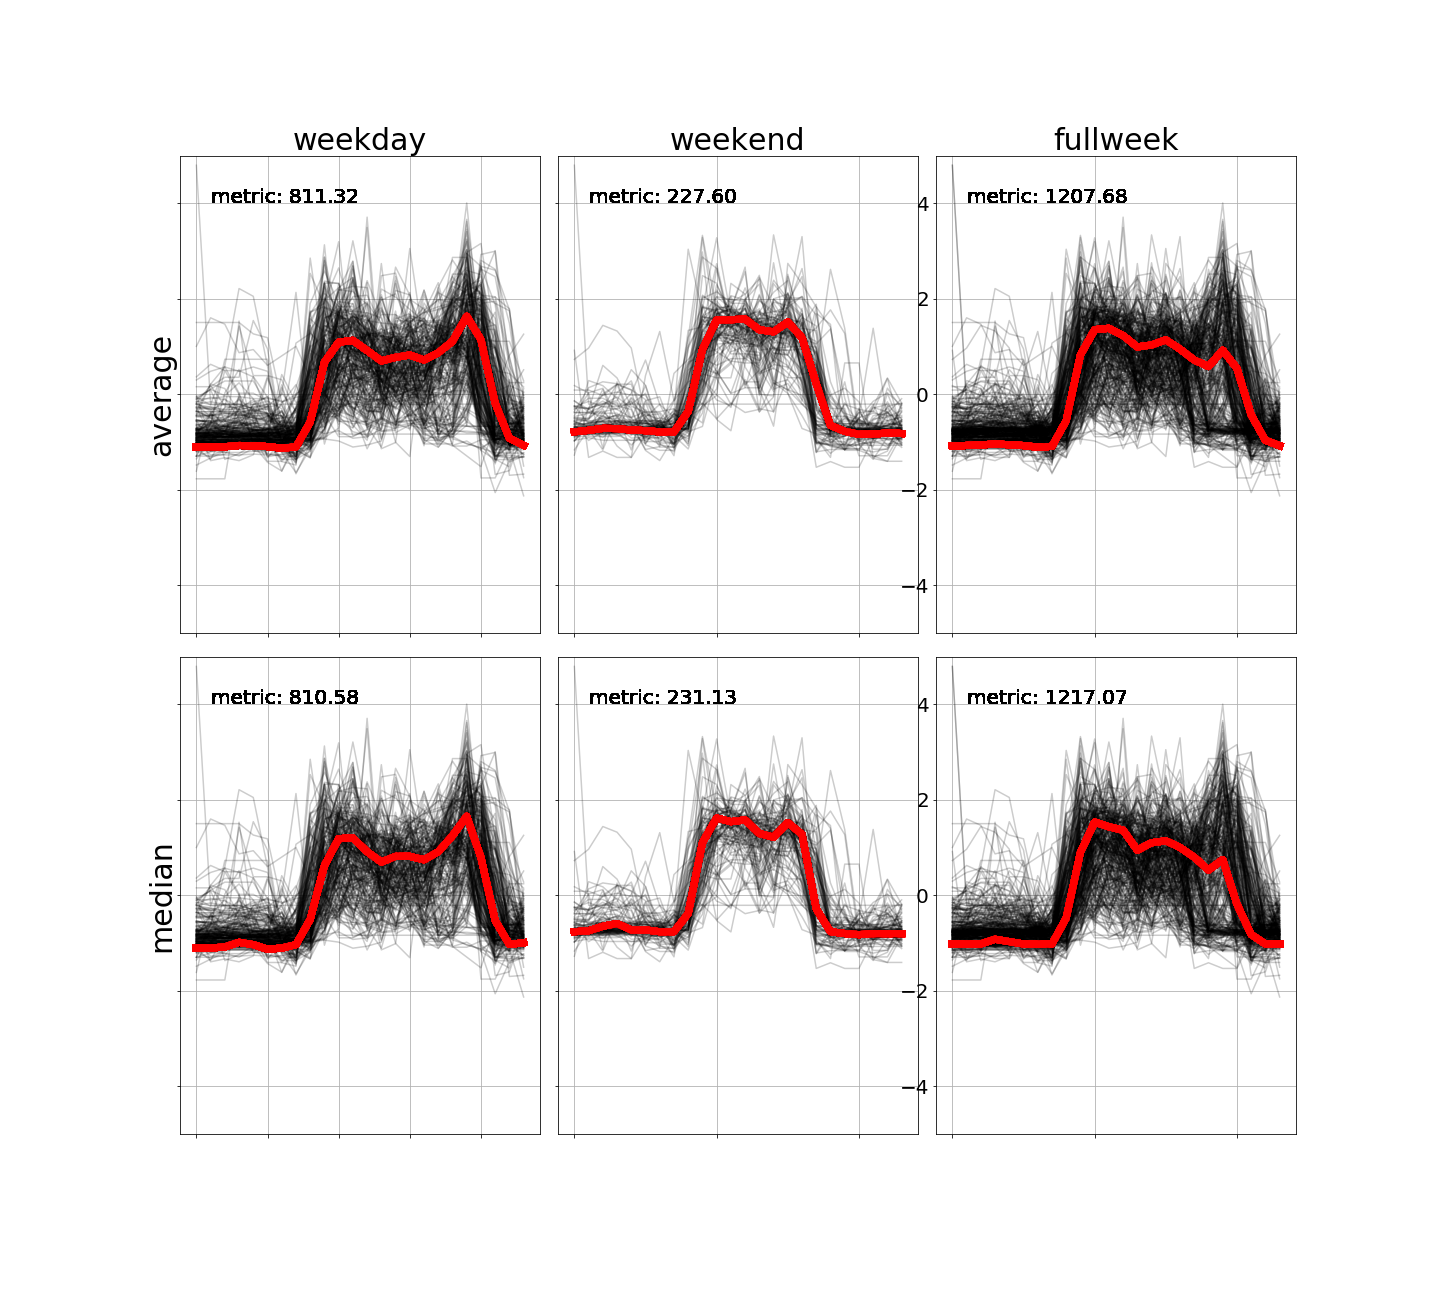 weekday
weekend
fullweek
average
metric: 811.32
metric: 227.60
metric: 1207.68
4
2
0
−2
−4
median
metric: 810.58
metric: 231.13
metric: 1217.07
4
2
0
−2
−4